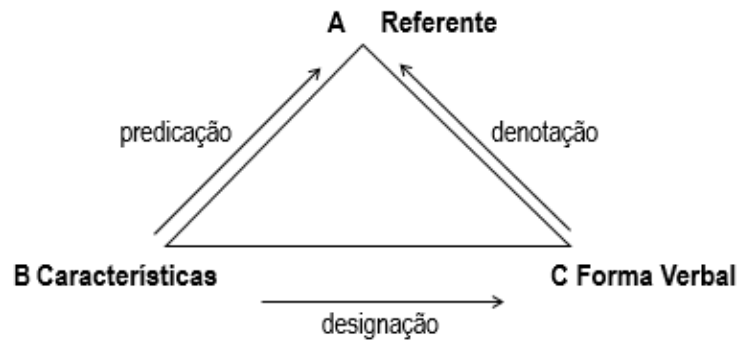 A Referente
predicação
denotação
B Características
C Forma Verbal
designação